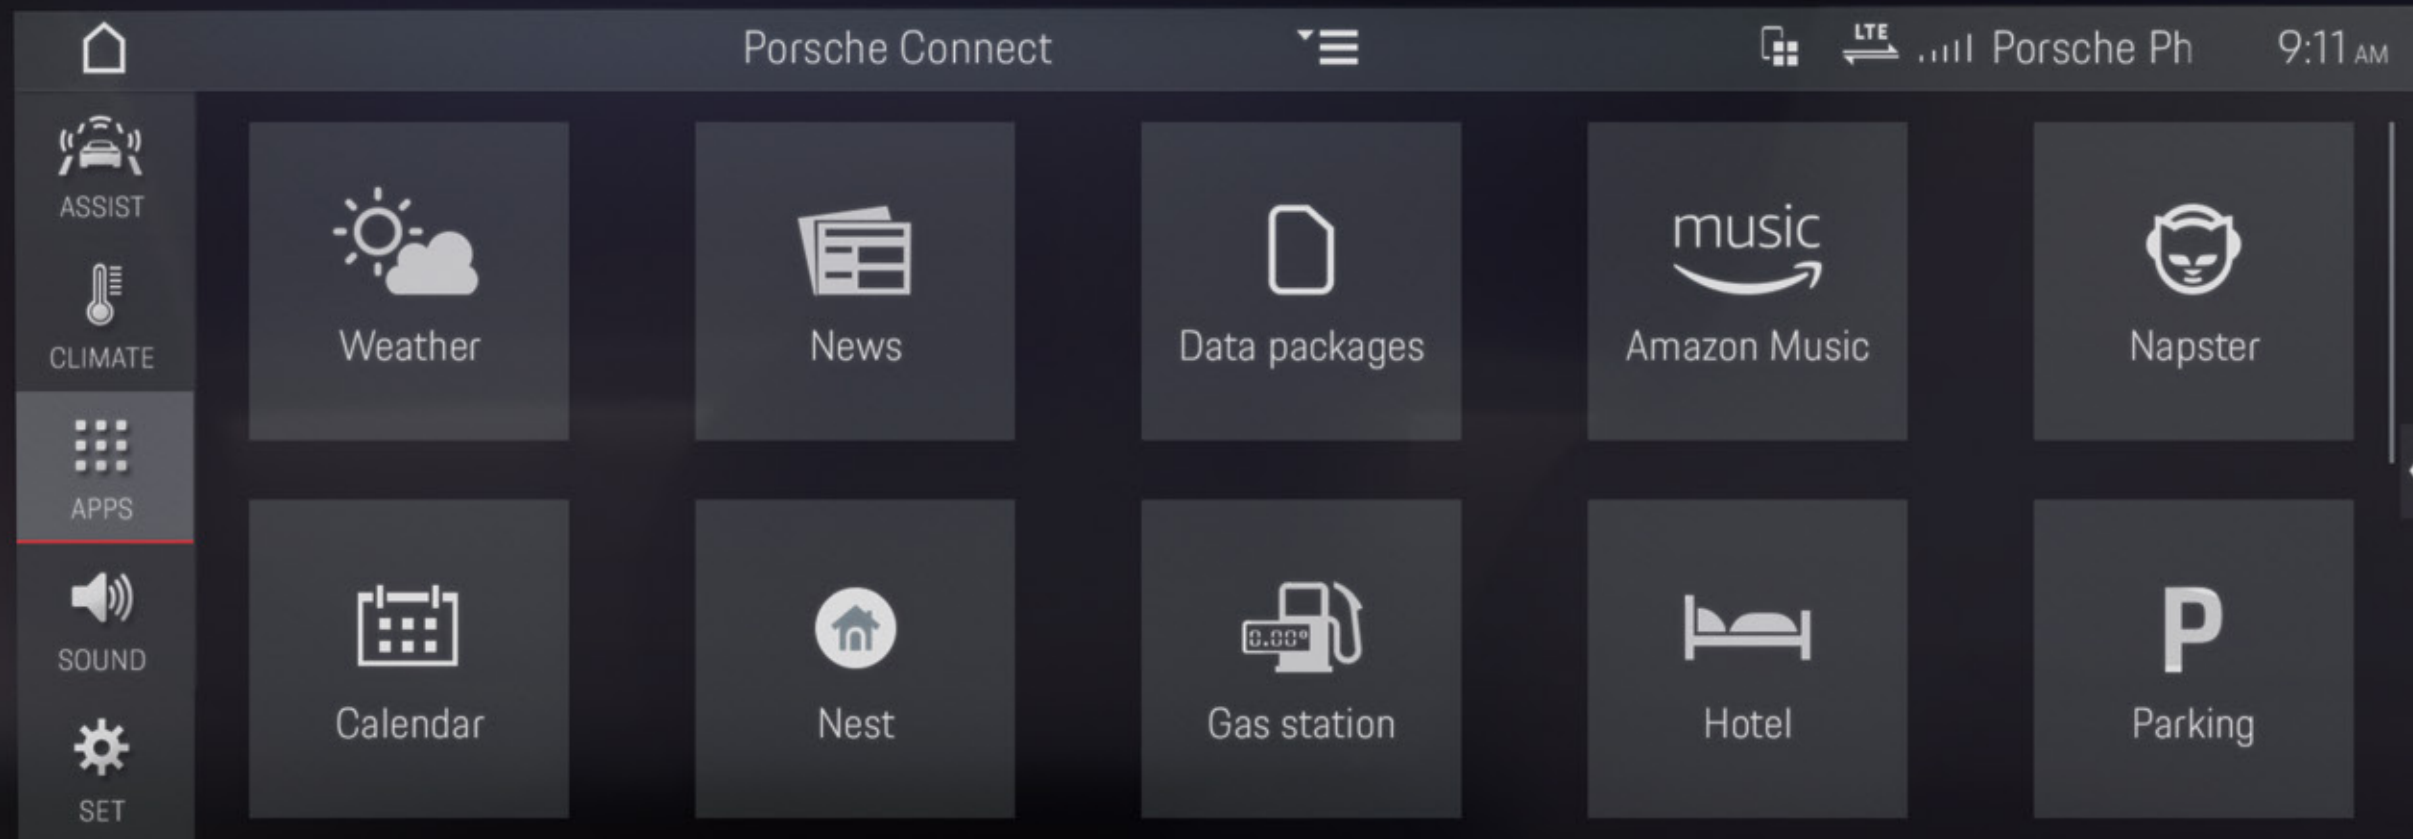 Porsche Connect
LTE
Porsche Ph
9:11 AM
ASSIST
CLIMATE
APPS
SOUND
SET
Weather
News
Data packages
music
Amazon Music
Napster
Calendar
Nest
0.00⁰
Gas station
Hotel
P
Parking